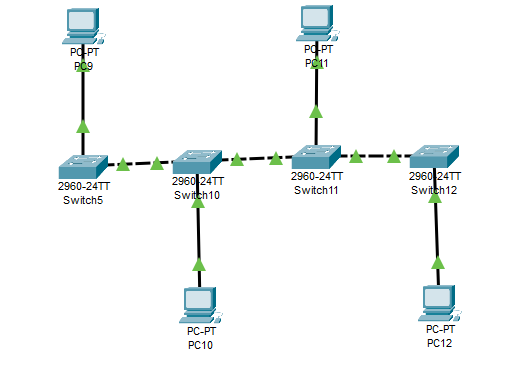 PC-PT
PC9
PC-PT
PC11
2960-24TT
Switch5
2960-24TT
Switch10
2960-24TT
Switch11
2960-24TT
Switch12
PC-PT
PC10
PC-PT
PC12